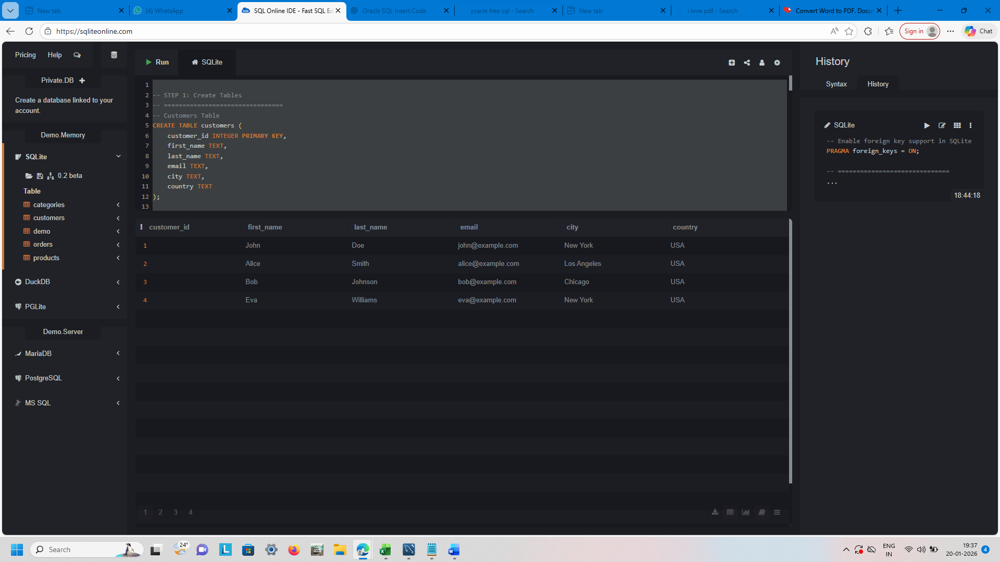 New tab
(4) WhatsApp
SQL Online IDE - Fast SQL Ed
Oracle SQL Insert Code
oracle free sql - Search
New tab
i love pdf - Search
Convert Word to PDF. Docu
https://sqliteonline.com
Sign in
Chat
Pricing Help
Private.DB
Create a database linked to your
account.
Demo.Memory
SQLite
0.2 beta
Table
categories
customers
demo
orders
products
DuckDB
PGLite
Demo.Server
MariaDB
PostgreSQL
MS SQL
Run SQLite
1
2 -- STEP 1: Create Tables
3 -- ================================
4 -- Customers Table
5 CREATE TABLE customers (
6 customer_id INTEGER PRIMARY KEY,
7 first_name TEXT,
8 last_name TEXT,
9 email TEXT,
10 city TEXT,
11 country TEXT
12 );
13
customer_id first_name last_name email city country
1 John Doe john@example.com New York USA
2 Alice Smith alice@example.com Los Angeles USA
3 Bob Johnson bob@example.com Chicago USA
4 Eva Williams eva@example.com New York USA
1 2 3 4
History
Syntax History
SQLite
-- Enable foreign key support in SQLite
PRAGMA foreign_keys = ON;
-- ==============================
...
18:44:18
Search
24°
L
ENG
IN
19:37
20-01-2026
4